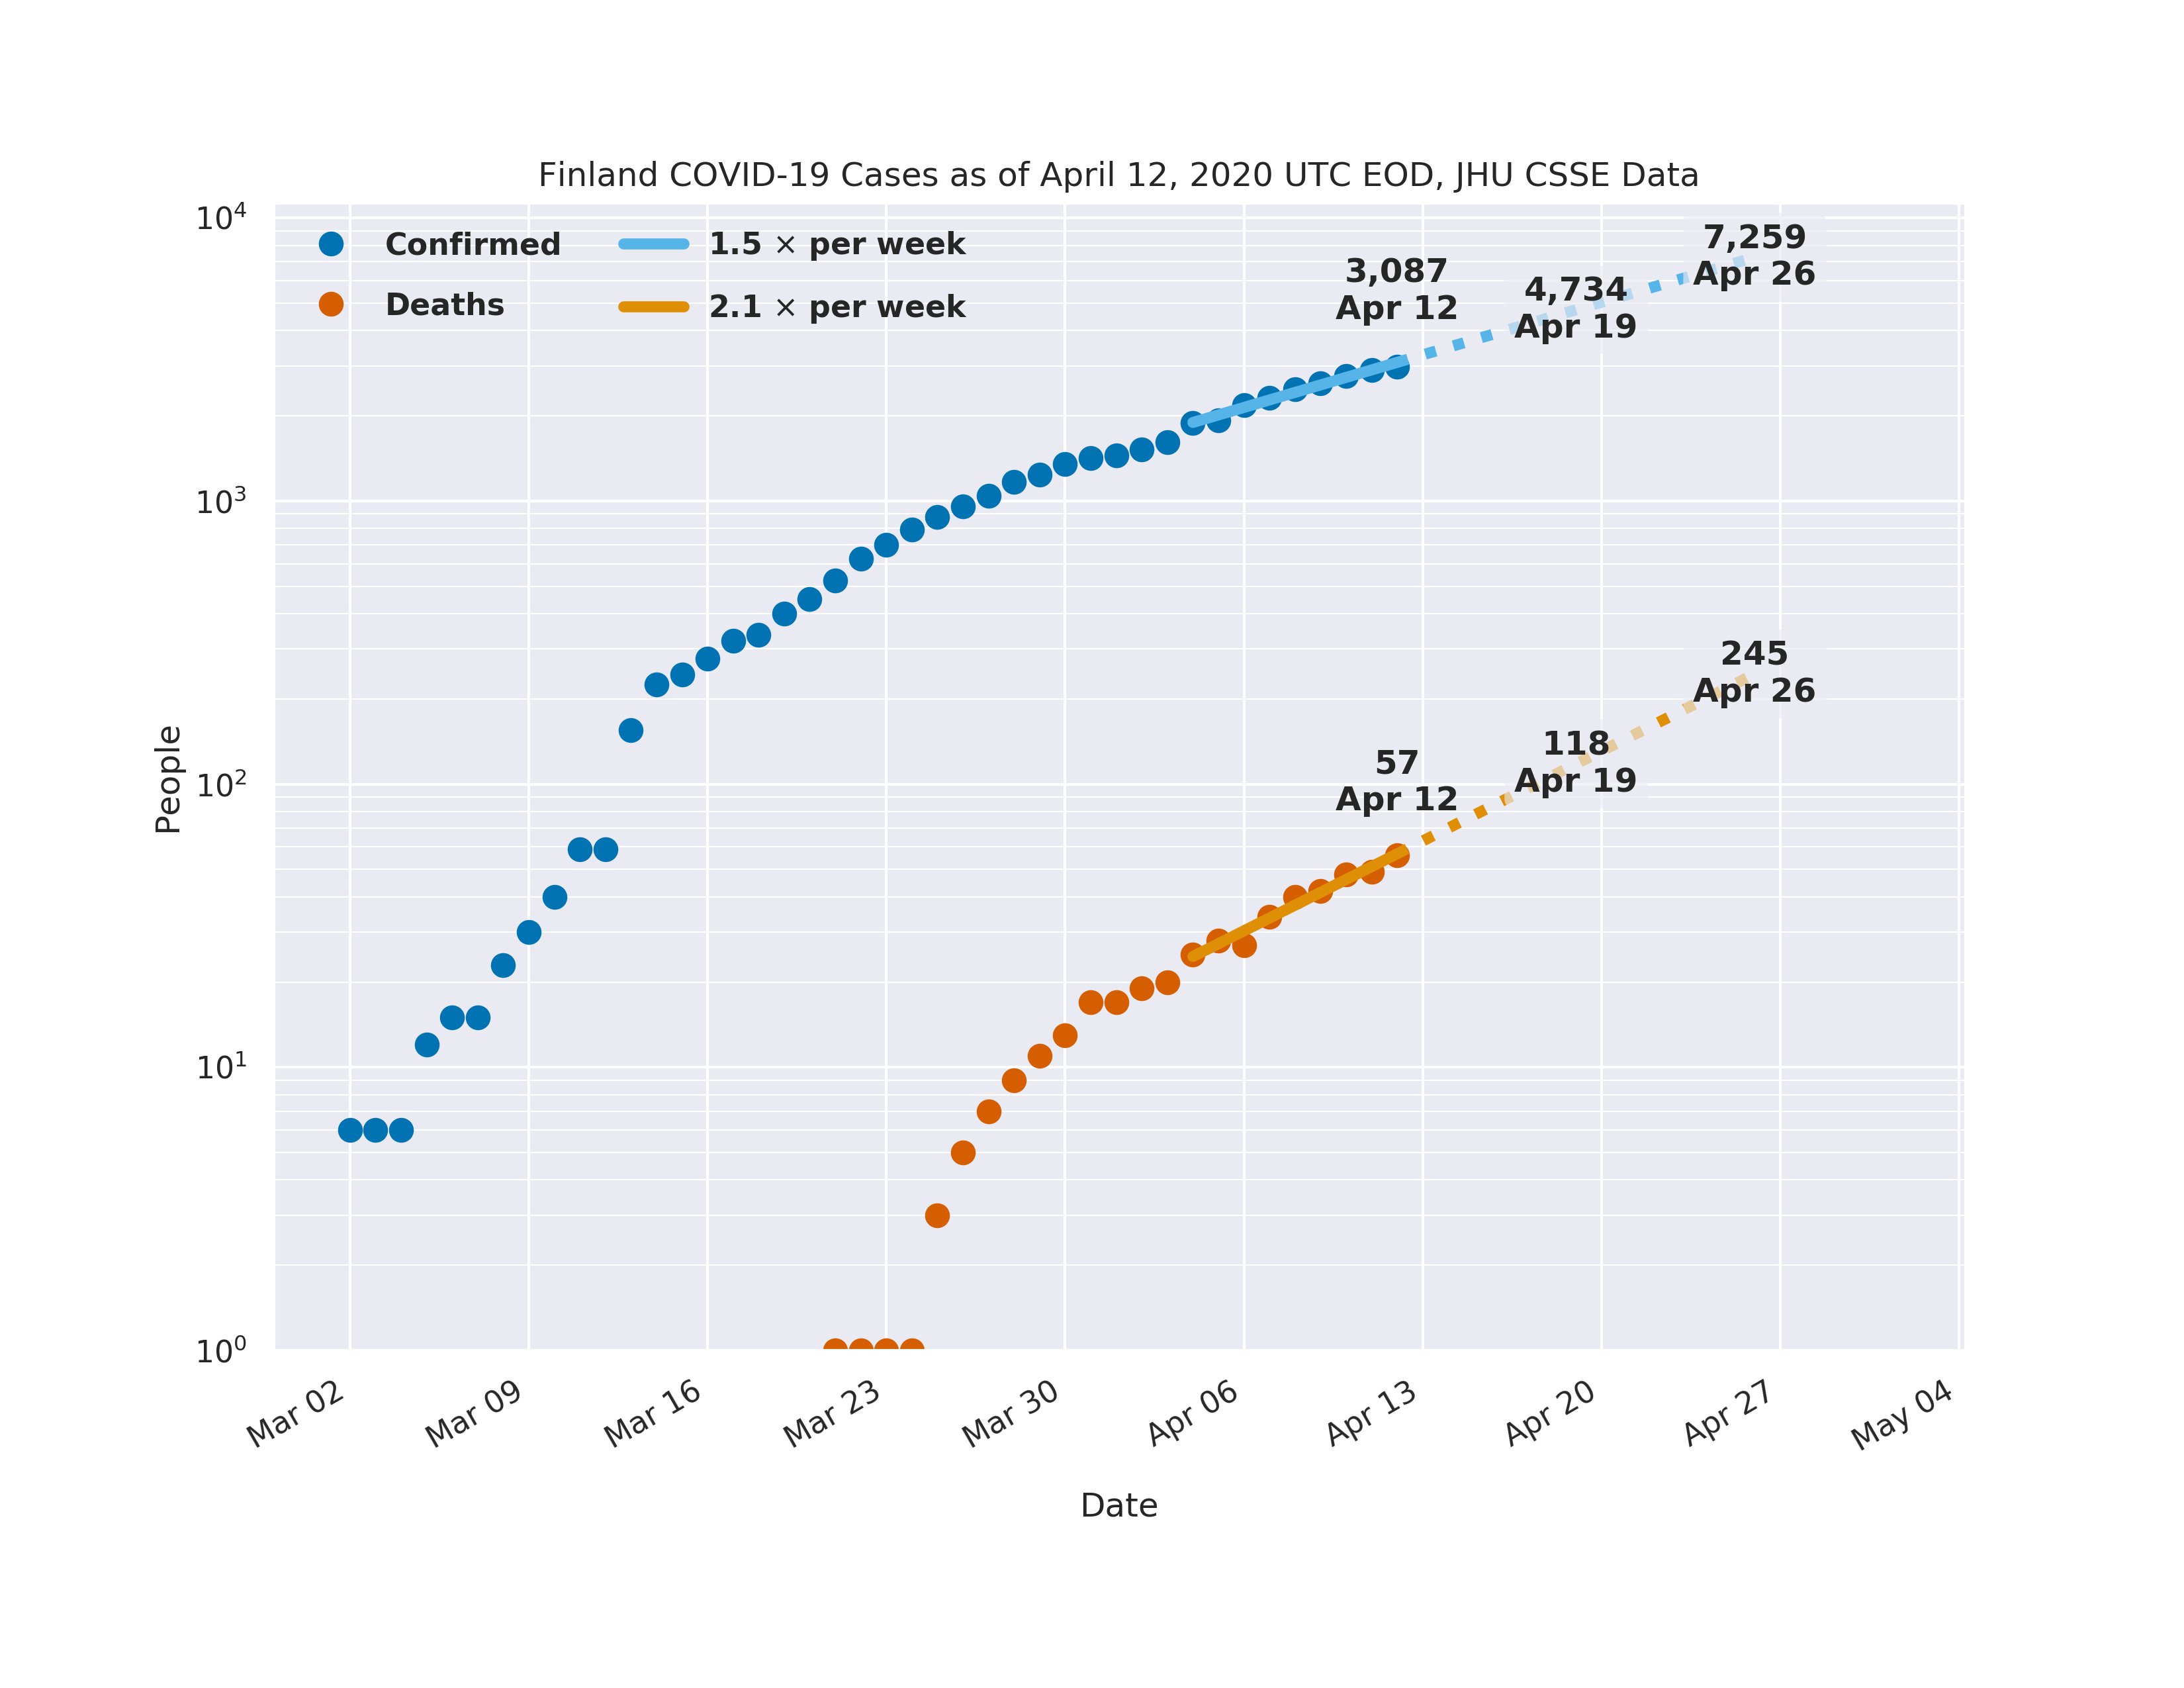 Finland COVID-19 Cases as of April 12, 2020 UTC EOD, JHU CSSE Data
10⁴
10³
10²
10¹
10⁰
People
Confirmed
Deaths
1.5 × per week
2.1 × per week
3,087
Apr 12
4,734
Apr 19
7,259
Apr 26
57
Apr 12
118
Apr 19
245
Apr 26
Mar 02
Mar 09
Mar 16
Mar 23
Mar 30
Apr 06
Apr 13
Apr 20
Apr 27
May 04
Date